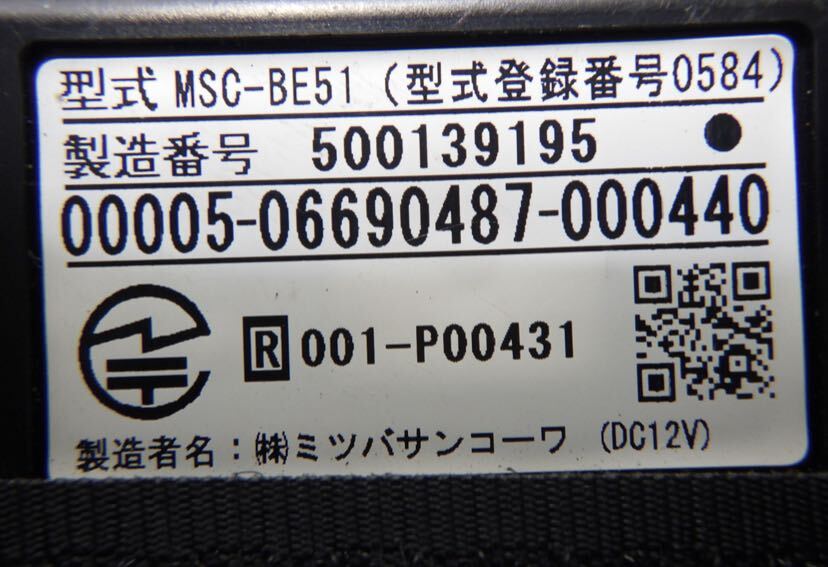 型式 MSC-BE51 (型式登録番号0584)
製造番号 500139195
00005-06690487-000440
R 001-P00431
製造者名：㈱ミツバサンコーワ (DC12V)